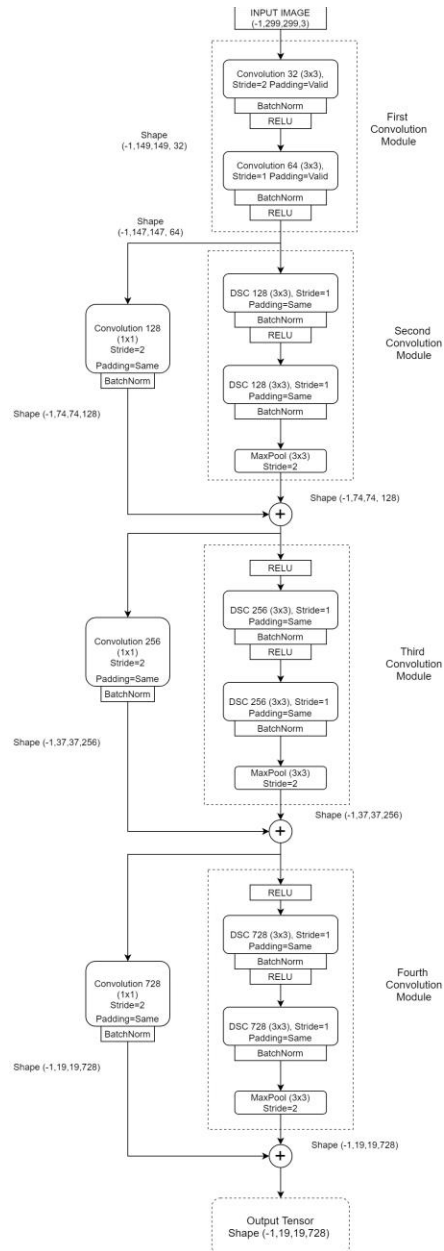 INPUT IMAGE
(-1,299,299,3)
Convolution 32 (3x3),
Stride=2 Padding=Valid
BatchNorm
RELU
First
Convolution
Module
Shape
(-1,149,149, 32)
Convolution 64 (3x3),
Stride=1 Padding=Valid
BatchNorm
RELU
Shape
(-1,147,147, 64)
DSC 128 (3x3), Stride=1
Padding=Same
BatchNorm
RELU
Convolution 128
(1x1)
Stride=2
Padding=Same
BatchNorm
Second
Convolution
Module
DSC 128 (3x3), Stride=1
Padding=Same
BatchNorm
Shape (-1,74,74,128)
MaxPool (3x3)
Stride=2
Shape (-1,74,74, 128)
+
RELU
DSC 256 (3x3), Stride=1
Padding=Same
BatchNorm
RELU
Convolution 256
(1x1)
Stride=2
Padding=Same
BatchNorm
Third
Convolution
Module
DSC 256 (3x3), Stride=1
Padding=Same
BatchNorm
Shape (-1,37,37,256)
MaxPool (3x3)
Stride=2
Shape (-1,37,37,256)
+
RELU
DSC 728 (3x3), Stride=1
Padding=Same
BatchNorm
RELU
Convolution 728
(1x1)
Stride=2
Padding=Same
BatchNorm
Fourth
Convolution
Module
DSC 728 (3x3), Stride=1
Padding=Same
BatchNorm
Shape (-1,19,19,728)
MaxPool (3x3)
Stride=2
Shape (-1,19,19,728)
+
Output Tensor
Shape (-1,19,19,728)